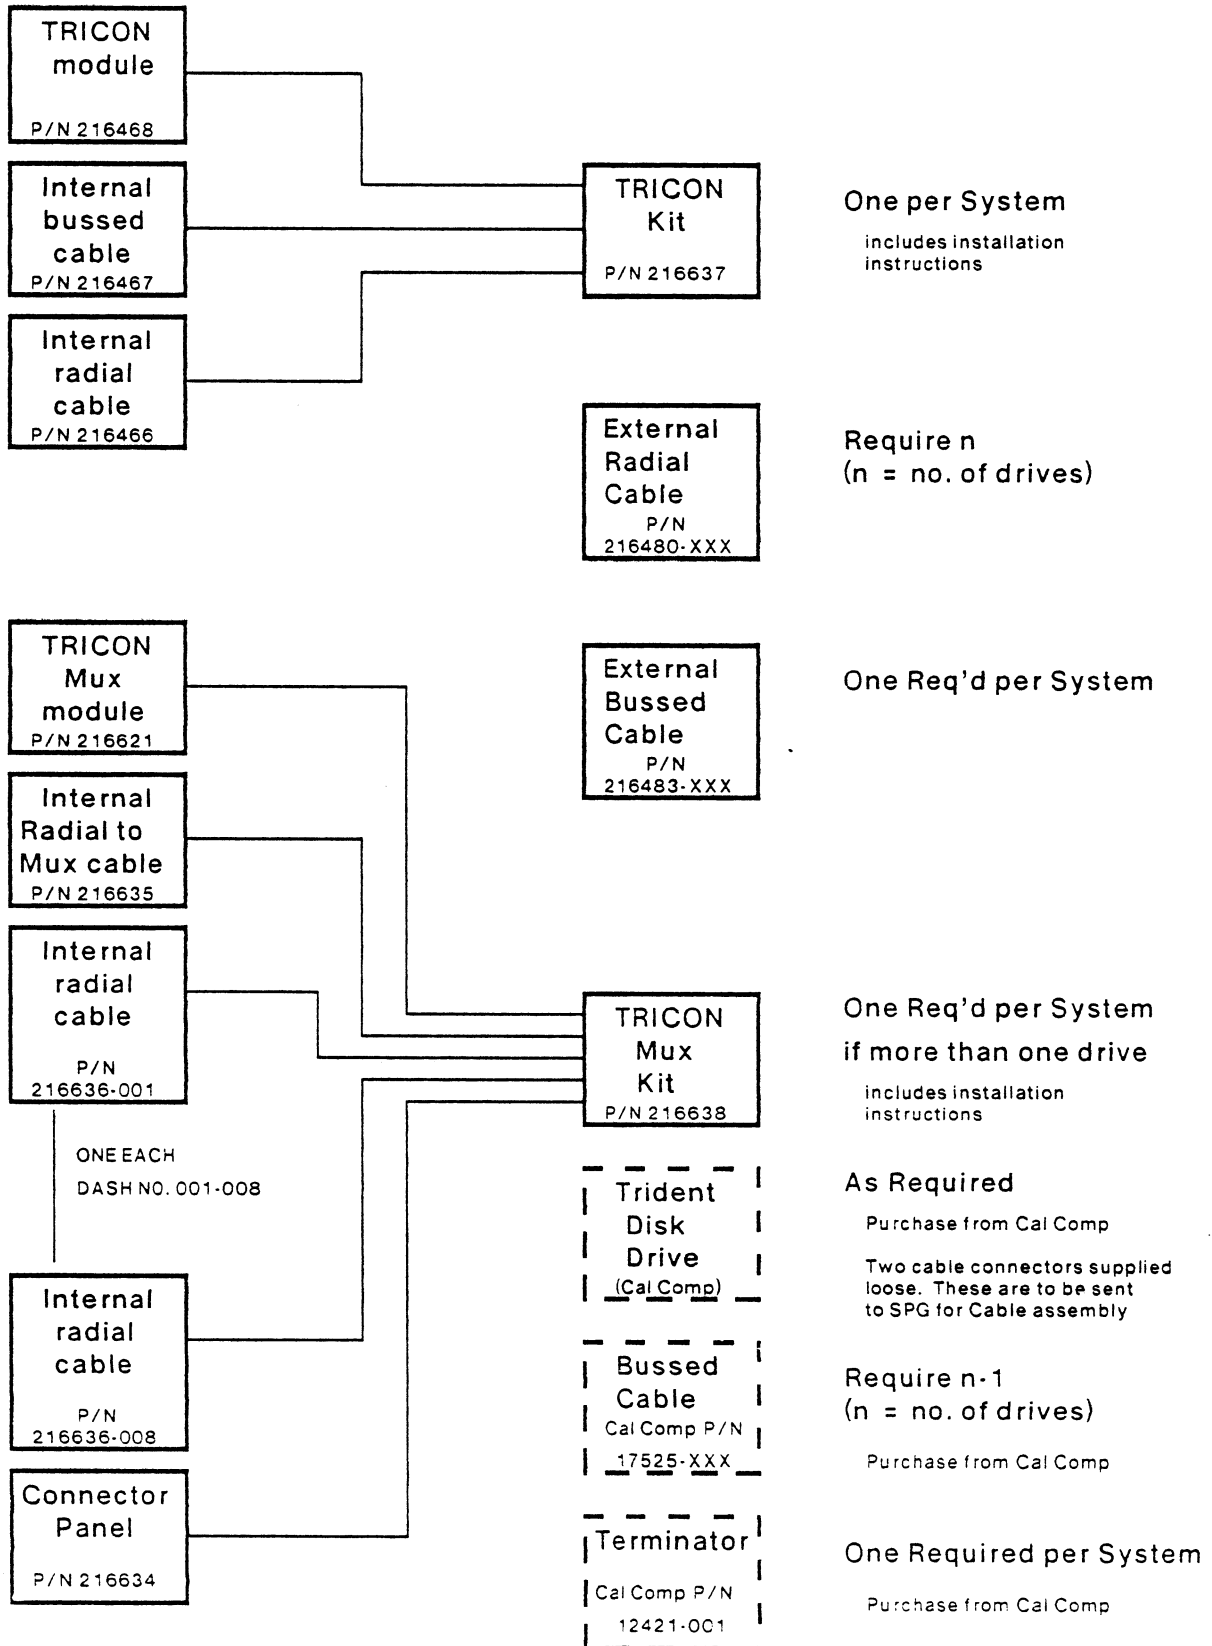 TRICON
module
P/N 216468
Internal
bussed
cable
P/N 216467
Internal
radial
cable
P/N 216466
TRICON
Kit
P/N 216637
One per System
includes installation
instructions
External
Radial
Cable
P/N
216480-XXX
Require n
(n = no. of drives)
TRICON
Mux
module
P/N 216621
Internal
Radial to
Mux cable
P/N 216635
Internal
radial
cable
P/N
216636-001
ONE EACH
DASH NO. 001-008
Internal
radial
cable
P/N
216636-008
Connector
Panel
P/N 216634
External
Bussed
Cable
P/N
216483-XXX
One Req'd per System
TRICON
Mux
Kit
P/N 216638
One Req'd per System
if more than one drive
includes installation
instructions
Trident
Disk
Drive
(Cal Comp)
As Required
Purchase from Cal Comp
Two cable connectors supplied
loose. These are to be sent
to SPG for Cable assembly
Bussed
Cable
Cal Comp P/N
17525-XXX
Require n-1
(n = no. of drives)
Purchase from Cal Comp
Terminator
Cal Comp P/N
12421-001
One Required per System
Purchase from Cal Comp